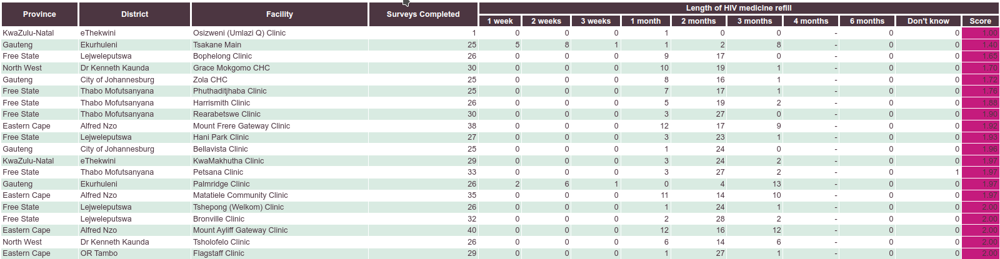 Province District Facility Surveys Completed Length of HIV medicine refill
1 week 2 weeks 3 weeks 1 month 2 months 3 months 4 months 6 months Don't know Score
KwaZulu-Natal eThekwini Osizweni (Umlazi Q) Clinic 1 0 0 0 1 0 0 - 0 0 1.00
Gauteng Ekurhuleni Tsakane Main 25 5 8 1 1 2 8 - 0 0 1.40
Free State Lejweleputswa Bophelong Clinic 26 0 0 0 9 17 0 - 0 0 1.65
North West Dr Kenneth Kaunda Grace Mokgomo CHC 30 0 0 0 10 19 1 - 0 0 1.70
Gauteng City of Johannesburg Zola CHC 25 0 0 0 8 16 1 - 0 0 1.72
Free State Thabo Mofutsanyana Phuthaditjhaba Clinic 25 0 0 0 7 17 1 - 0 0 1.76
Free State Thabo Mofutsanyana Harrismith Clinic 26 0 0 0 5 19 2 - 0 0 1.88
Free State Thabo Mofutsanyana Rearabetswe Clinic 30 0 0 0 3 27 0 - 0 0 1.90
Eastern Cape Alfred Nzo Mount Frere Gateway Clinic 38 0 0 0 12 17 9 - 0 0 1.92
Free State Lejweleputswa Hani Park Clinic 27 0 0 0 3 23 1 - 0 0 1.93
Gauteng City of Johannesburg Bellavista Clinic 25 0 0 0 1 24 0 - 0 0 1.96
KwaZulu-Natal eThekwini KwaMakhutha Clinic 29 0 0 0 3 24 2 - 0 0 1.97
Free State Thabo Mofutsanyana Petsana Clinic 33 0 0 0 3 27 2 - 0 1 1.97
Gauteng Ekurhuleni Palmridge Clinic 26 2 6 1 0 4 13 - 0 0 1.97
Eastern Cape Alfred Nzo Matatiele Community Clinic 35 0 0 0 11 14 10 - 0 0 1.97
Free State Lejweleputswa Tshepong (Welkom) Clinic 26 0 0 0 1 24 1 - 0 0 2.00
Free State Lejweleputswa Bronville Clinic 32 0 0 0 2 28 2 - 0 0 2.00
Eastern Cape Alfred Nzo Mount Ayliff Gateway Clinic 40 0 0 0 12 16 12 - 0 0 2.00
North West Dr Kenneth Kaunda Tsholofelo Clinic 26 0 0 0 6 14 6 - 0 0 2.00
Eastern Cape OR Tambo Flagstaff Clinic 29 0 0 0 1 27 1 - 0 0 2.00